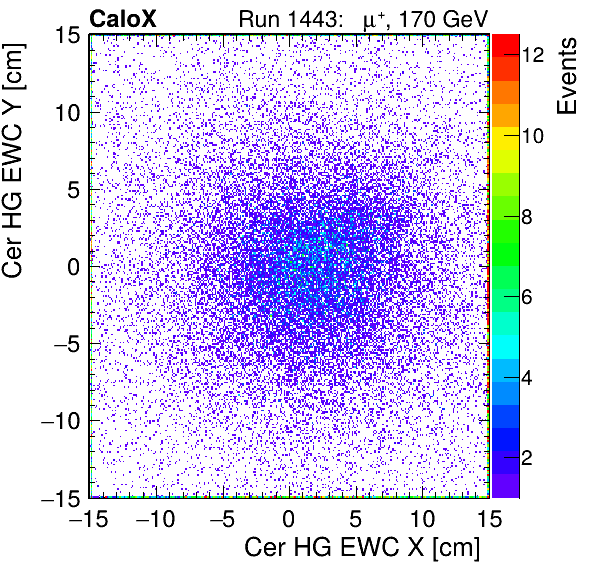 CaloX Run 1443: μ⁺, 170 GeV
Events
Cer HG EWC Y [cm]
15
10
5
0
−5
−10
−15
12
10
8
6
4
2
−15 −10 −5 0 5 10 15
Cer HG EWC X [cm]